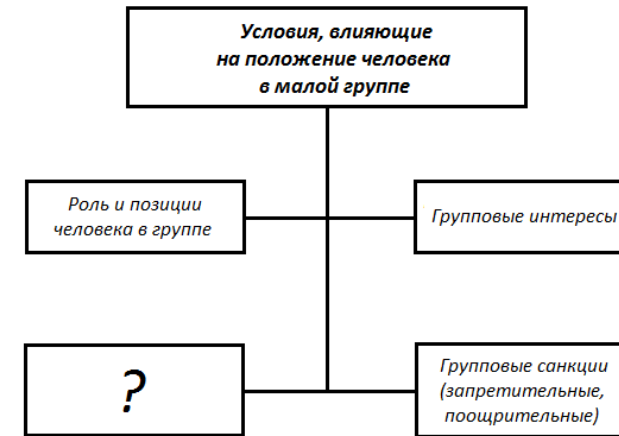 Условия, влияющие
на положение человека
в малой группе
Роль и позиции
человека в группе
Групповые интересы
?
Групповые санкции
(запретительные,
поощрительные)